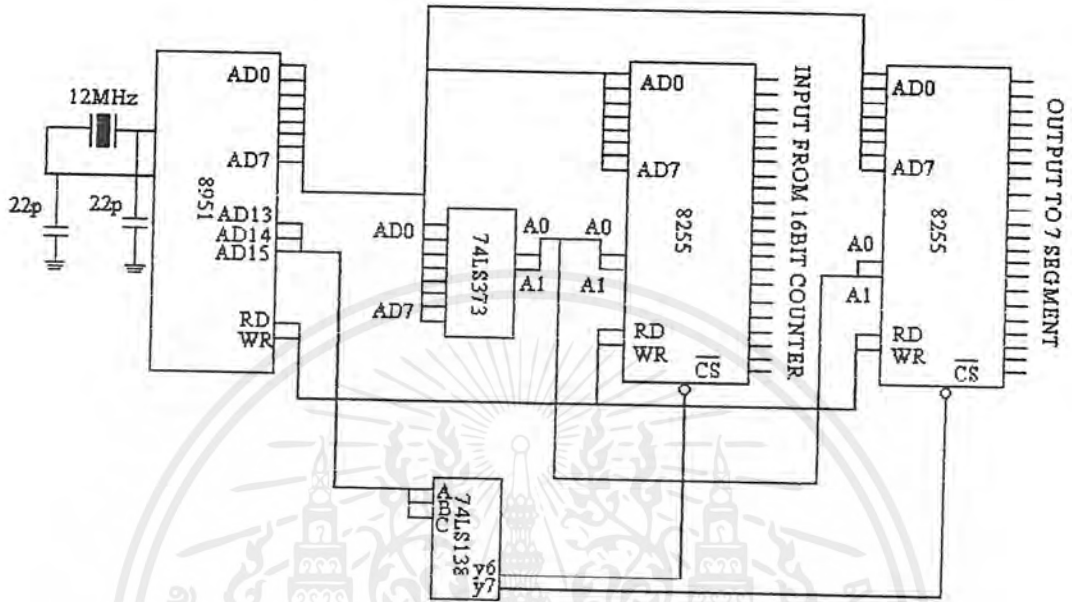 12MHz
22p
22p
8951
AD0
AD7
AD13
AD14
AD15
RD
WR
AD0
AD7
74LS373
A0
A1
A0
A1
AD0
AD7
8255
RD
WR
CS
INPUT FROM 16BIT COUNTER
AD0
AD7
8255
A0
A1
RD
WR
CS
OUTPUT TO 7 SEGMENT
A
B
C
74LS138
y6
y7